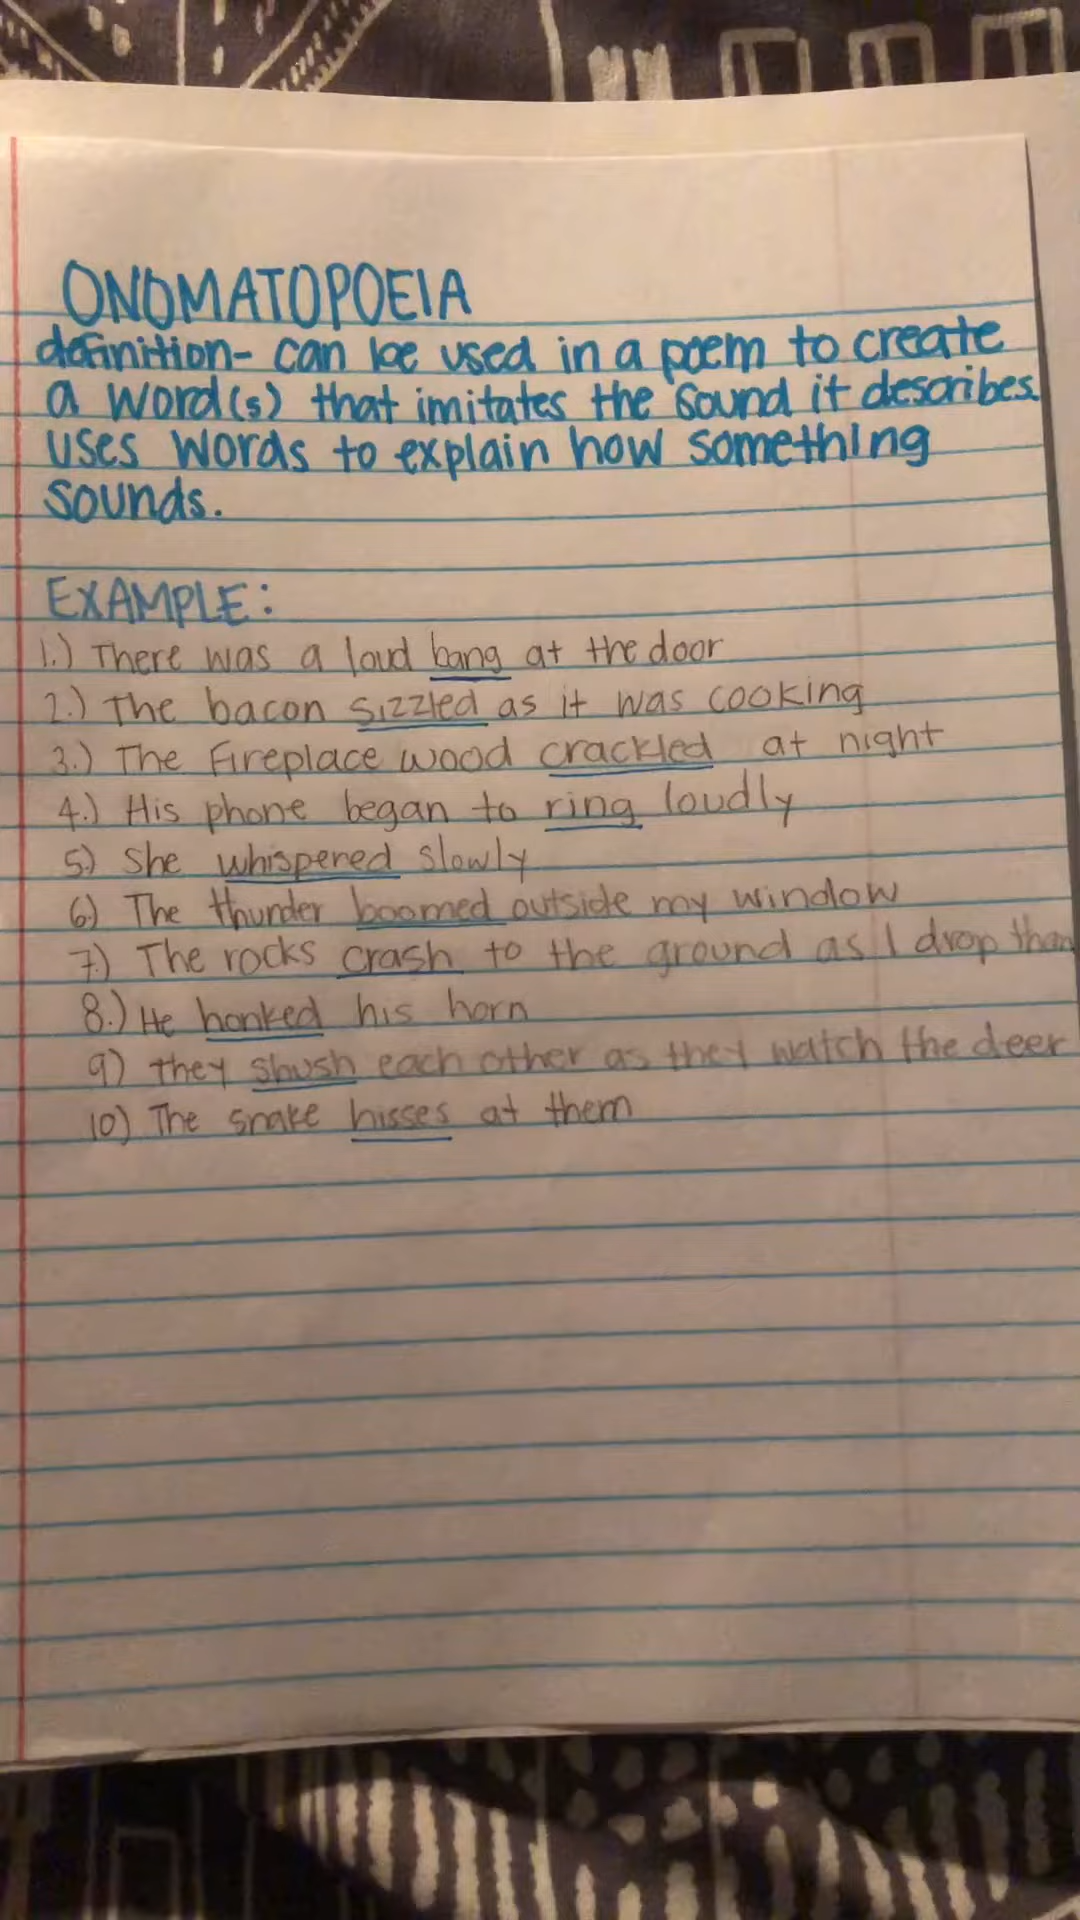 ONOMATOPOEIA
definition- can be used in a poem to create
a word(s) that imitates the sound it describes.
uses words to explain how something
sounds.
EXAMPLE:
1.) There was a loud bang at the door
2.) The bacon sizzled as it was cooking
3.) The Fireplace wood crackled at night
4.) His phone began to ring loudly
5) She whispered slowly
6) The thunder boomed outside my window
7.) The rocks crash to the ground as I drop them
8.) He honked his horn
9) they shush each other as they watch the deer
10) The snake hisses at them